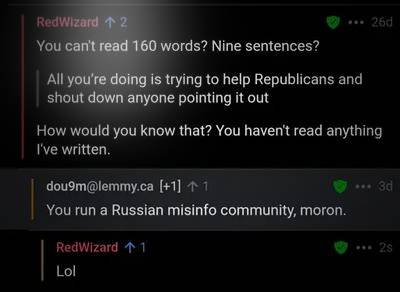 RedWizard ↑ 2 ••• 26d
You can't read 160 words? Nine sentences?
All you're doing is trying to help Republicans and
shout down anyone pointing it out
How would you know that? You haven't read anything
I've written.
dou9m@lemmy.ca [+1] ↑ 1 ••• 3d
You run a Russian misinfo community, moron.
RedWizard ↑ 1 ••• 2s
Lol